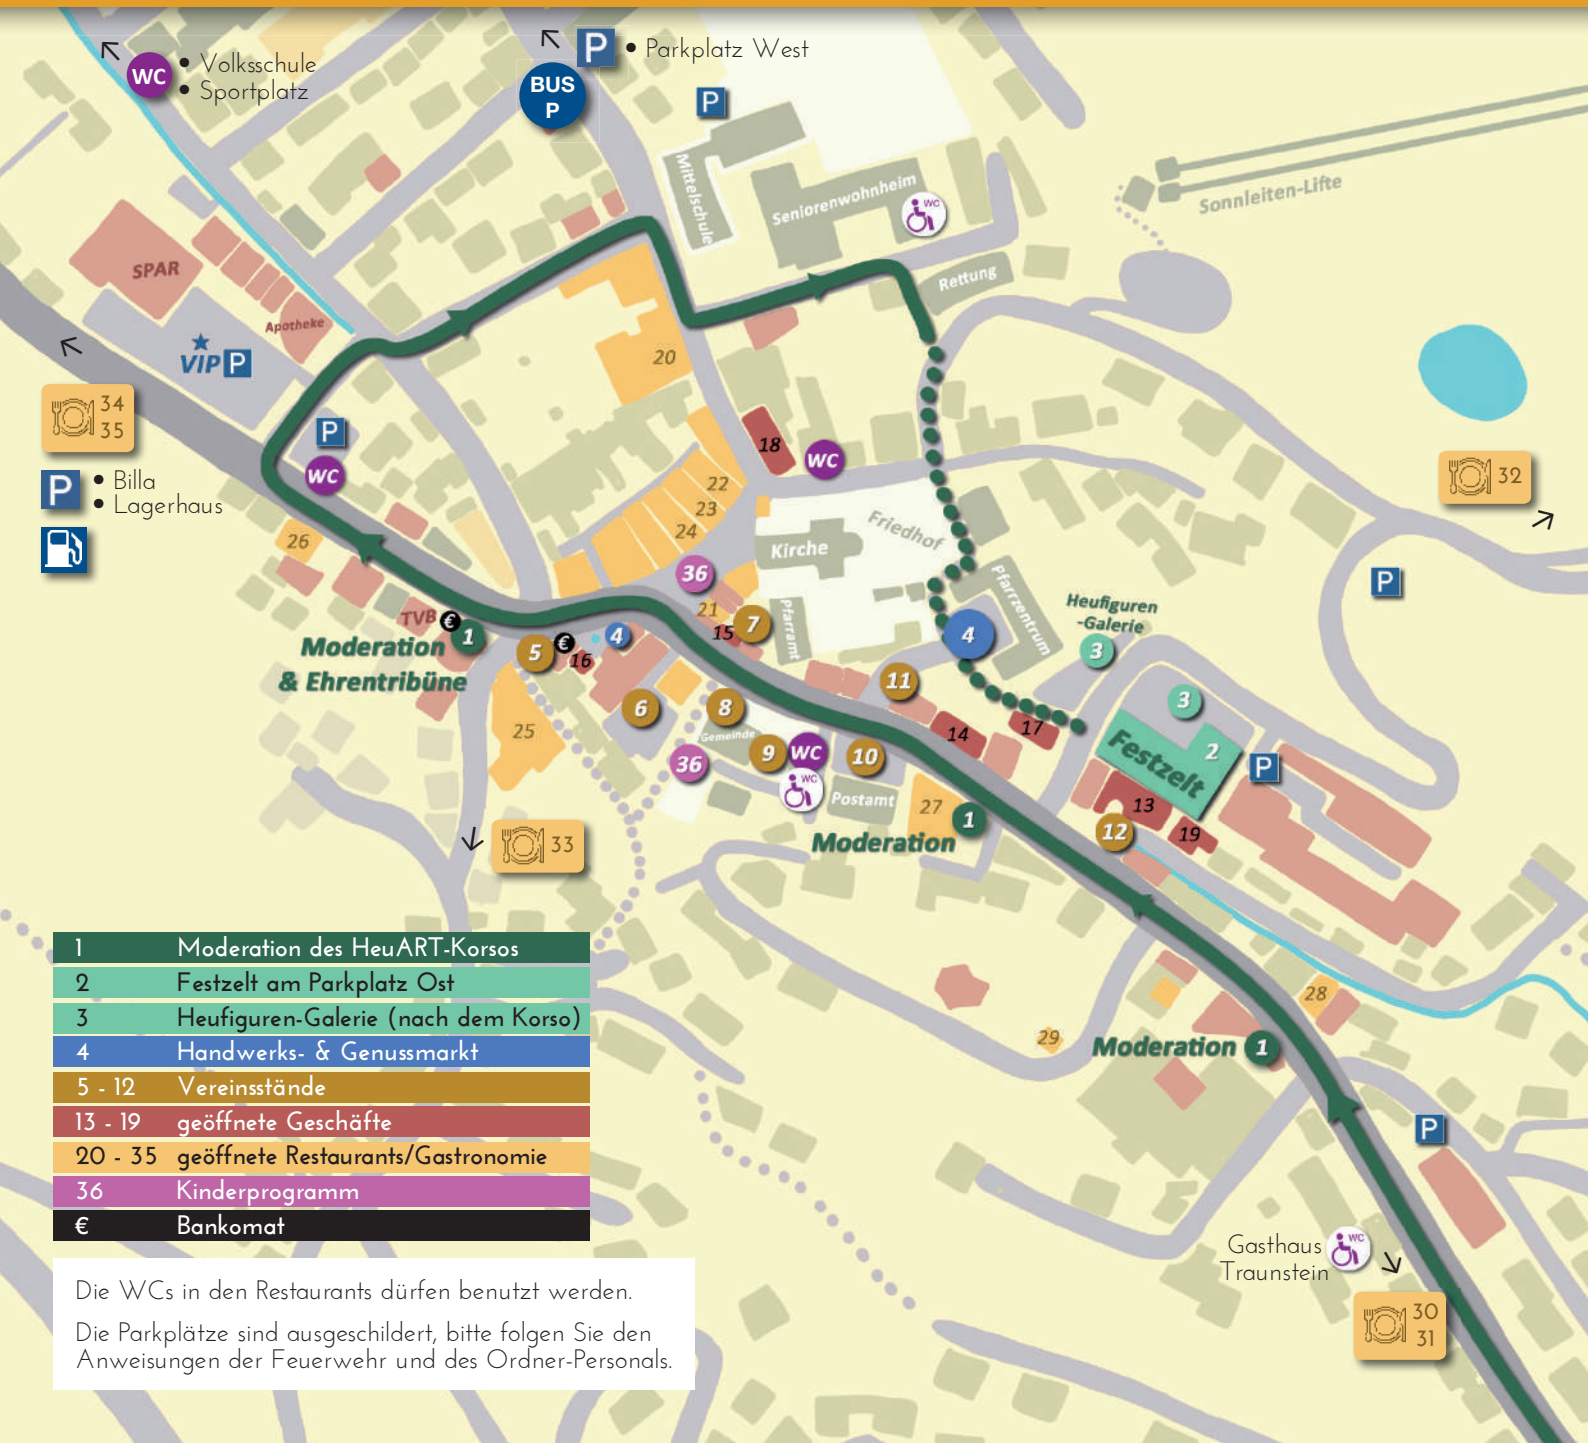 WC
• Volksschule
• Sportplatz
BUS
P
P
• Parkplatz West
P
Mittelschule
Seniorenwohnheim
WC
Sonnleiten-Lifte
Rettung
SPAR
Apotheke
VIP P
20
34
35
P
WC
P
• Billa
• Lagerhaus
18
WC
22
23
24
32
Kirche
Friedhof
26
36
P
Pfarrzentrum
Heufiguren
-Galerie
3
TVB
€
1
Moderation
& Ehrentribüne
5
€
16
4
21
15
7
Pfarramt
4
11
6
8
Gemeinde
36
9
WC
WC
10
Postamt
25
14
17
3
Festzelt
2
P
27
1
Moderation
13
12
19
33
28
29
Moderation
1
P
1 Moderation des HeuART-Korsos
2 Festzelt am Parkplatz Ost
3 Heufiguren-Galerie (nach dem Korso)
4 Handwerks- & Genussmarkt
5 - 12 Vereinsstände
13 - 19 geöffnete Geschäfte
20 - 35 geöffnete Restaurants/Gastronomie
36 Kinderprogramm
€ Bankomat
Gasthaus
Traunstein
WC
30
31
Die WCs in den Restaurants dürfen benutzt werden.
Die Parkplätze sind ausgeschildert, bitte folgen Sie den
Anweisungen der Feuerwehr und des Ordner-Personals.